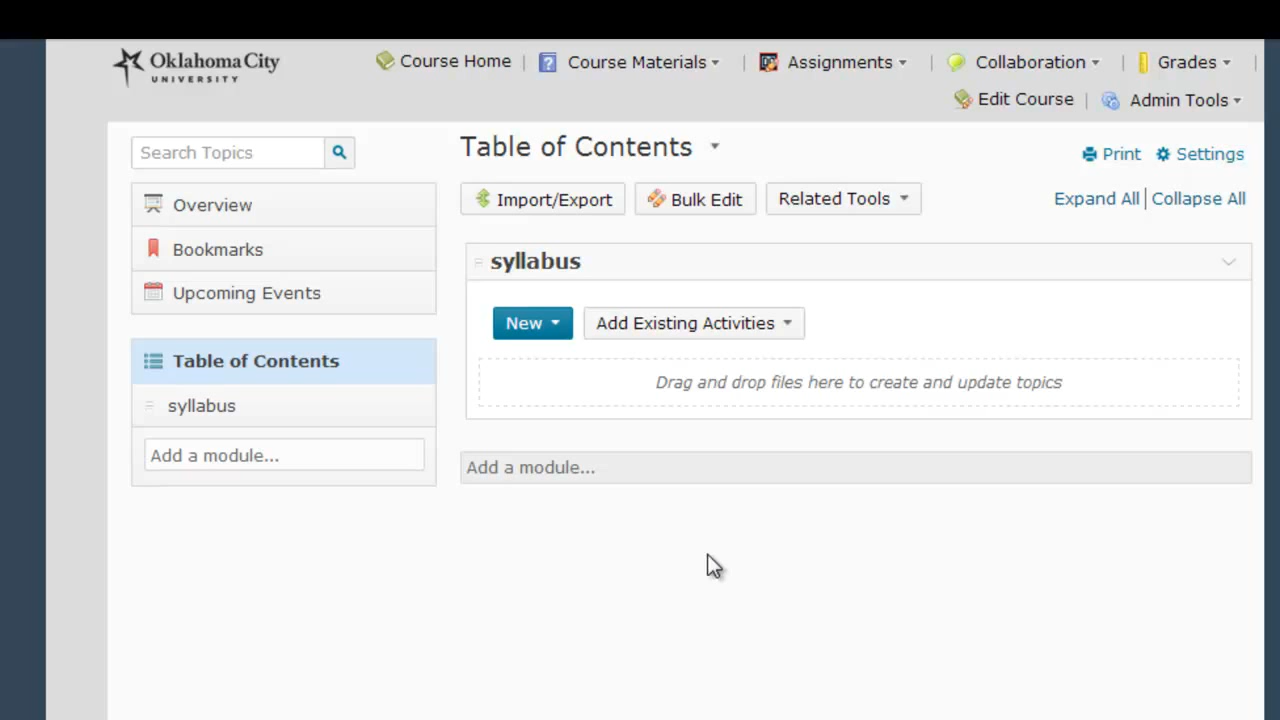 Oklahoma City
UNIVERSITY
Course Home
Course Materials
Assignments
Collaboration
Grades
Edit Course
Admin Tools
Search Topics
Overview
Bookmarks
Upcoming Events
Table of Contents
syllabus
Add a module...
Table of Contents
Print
Settings
Import/Export
Bulk Edit
Related Tools
Expand All
Collapse All
syllabus
New
Add Existing Activities
Drag and drop files here to create and update topics
Add a module...